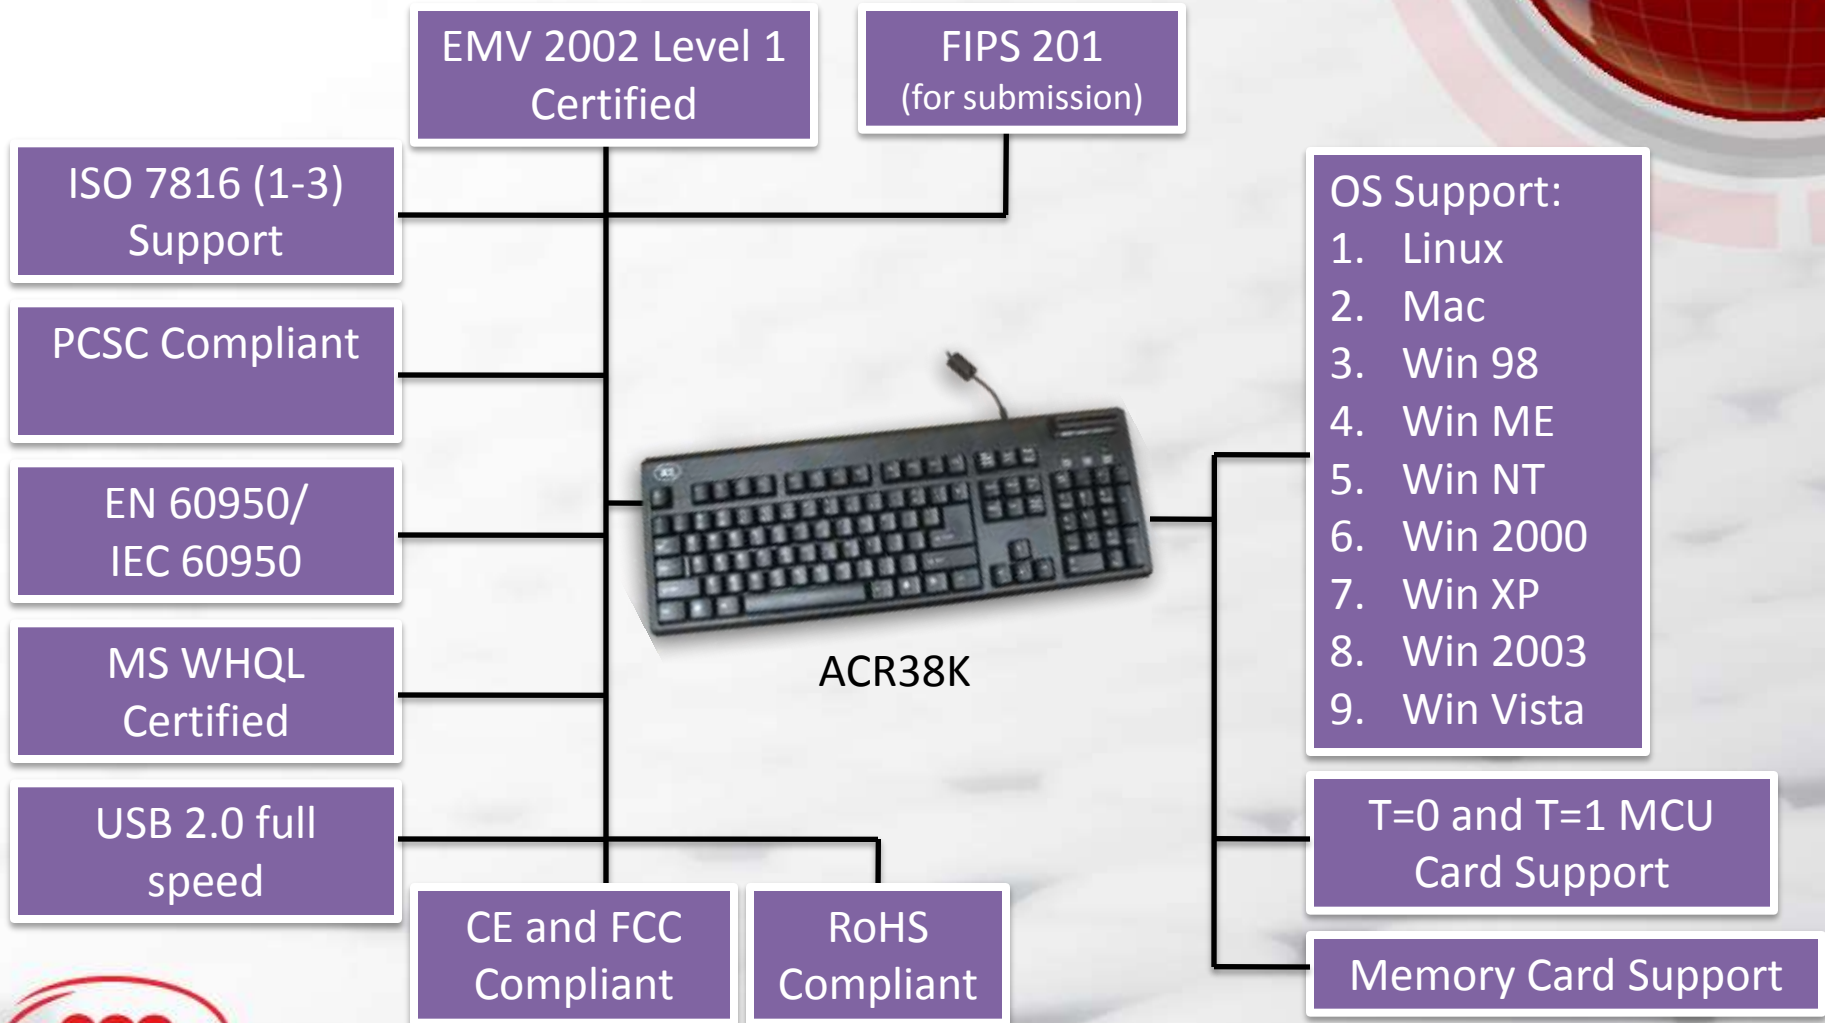 EMV 2002 Level 1
Certified
FIPS 201
(for submission)
ISO 7816 (1-3)
Support
PCSC Compliant
EN 60950/
IEC 60950
MS WHQL
Certified
USB 2.0 full
speed
CE and FCC
Compliant
RoHS
Compliant
ACR38K
OS Support:
1. Linux
2. Mac
3. Win 98
4. Win ME
5. Win NT
6. Win 2000
7. Win XP
8. Win 2003
9. Win Vista
T=0 and T=1 MCU
Card Support
Memory Card Support